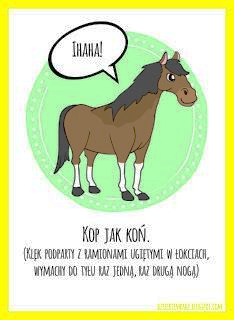 Ihaha!
Kop jak koń.
(Klęk podparty z ramionami ugiętymi w łokciach,
wymachy do tyłu raz jedną, raz drugą nogą)